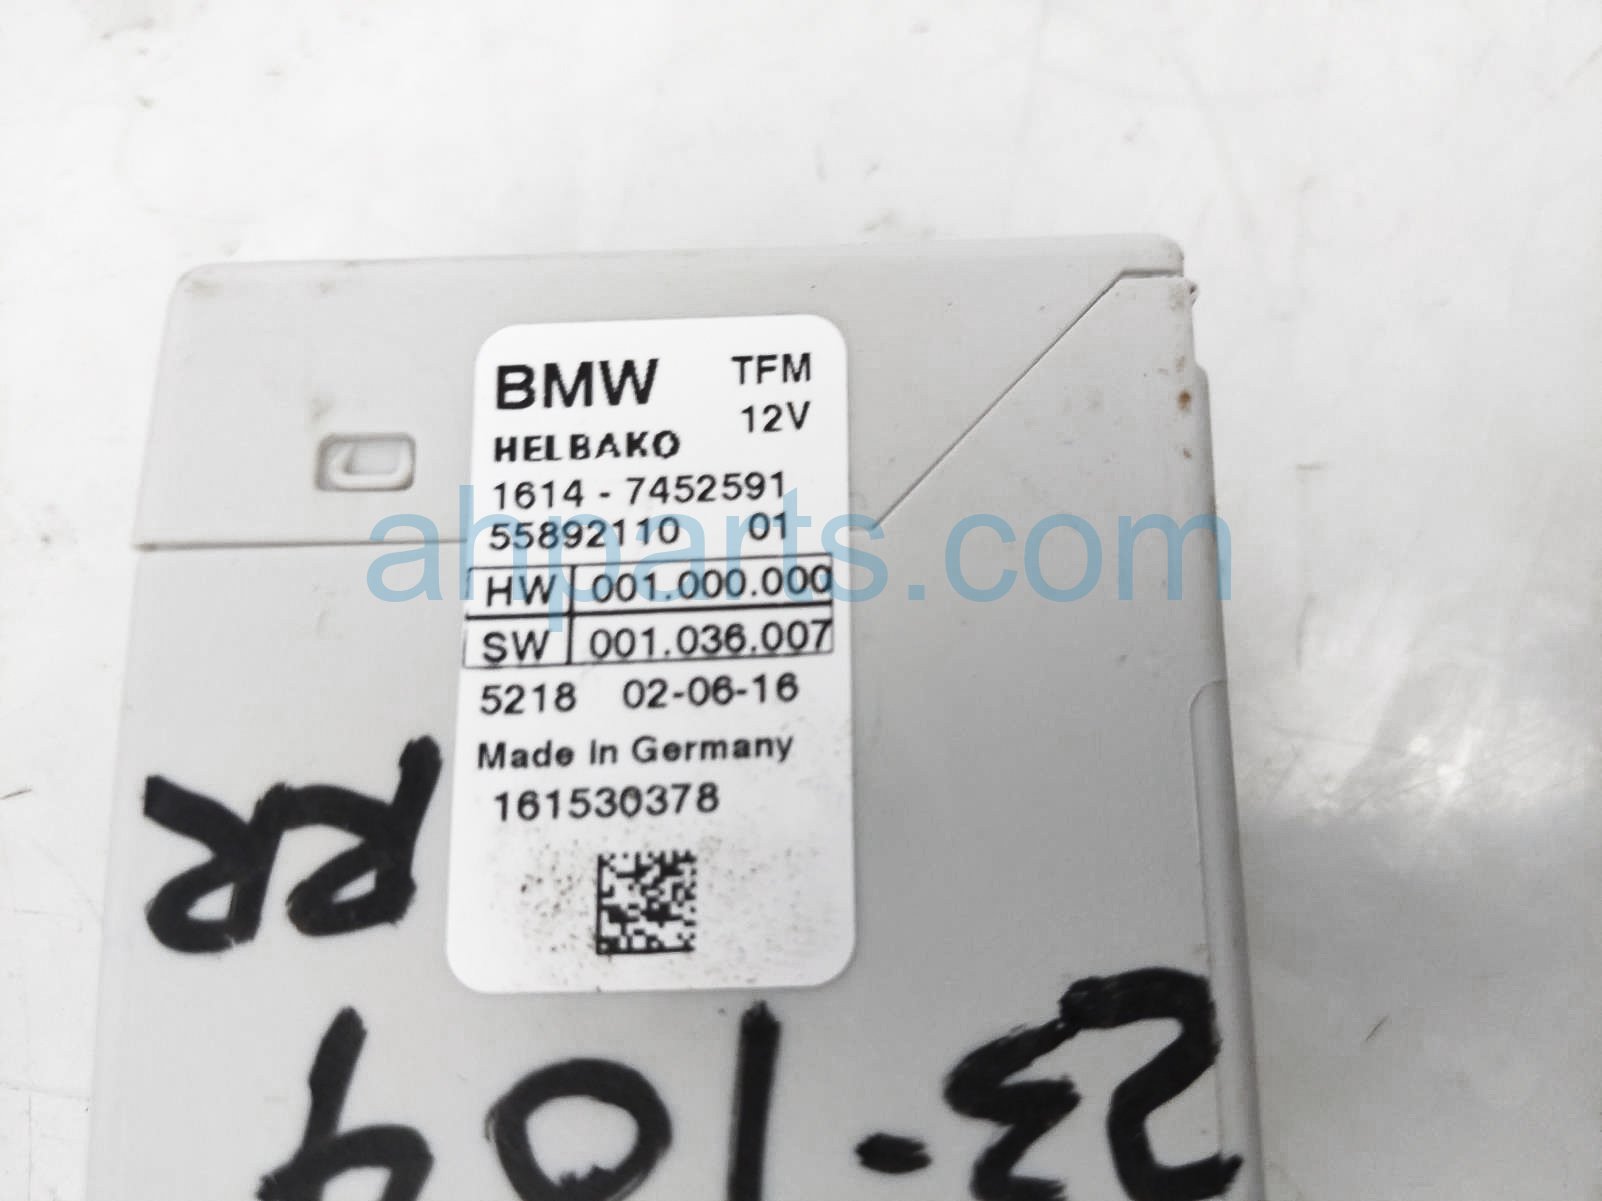 BMW TFM
12V
HELBAKO
1614 - 7452591
55892110 01
HW 001.000.000
SW 001.036.007
5218 02-06-16
Made In Germany
161530378
ahparts.com
RR
23-104